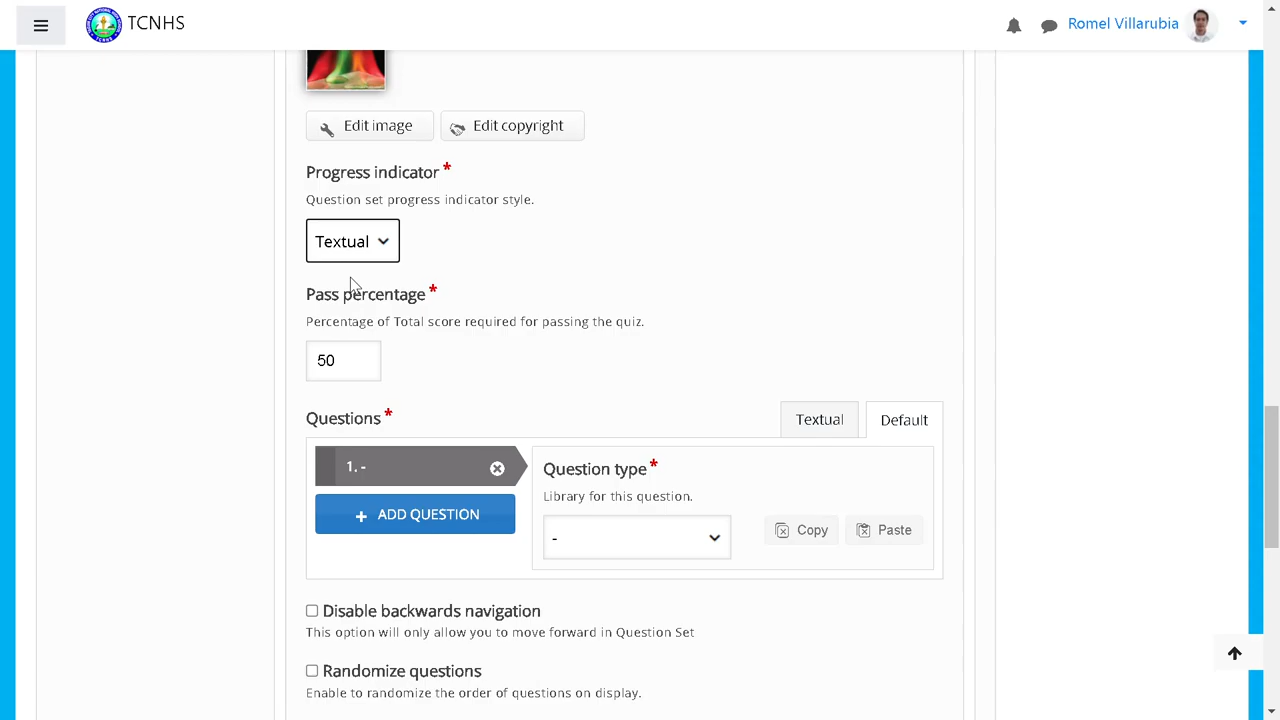 TCNHS
Romel Villarubia
Edit image
Edit copyright
Progress indicator *
Question set progress indicator style.
Textual
Pass percentage *
Percentage of Total score required for passing the quiz.
50
Questions *
Textual
Default
1. -
+ ADD QUESTION
Question type *
Library for this question.
-
Copy
Paste
Disable backwards navigation
This option will only allow you to move forward in Question Set
Randomize questions
Enable to randomize the order of questions on display.